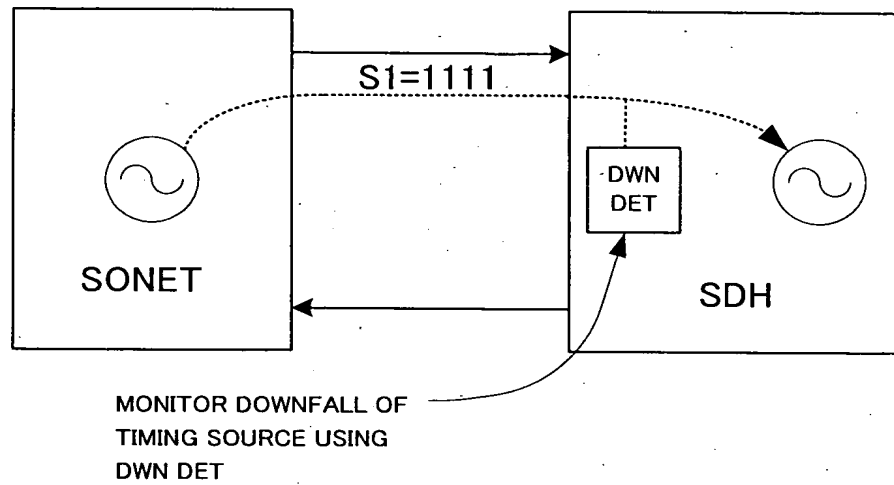 S1=1111
DWN
DET
SONET
SDH
MONITOR DOWNFALL OF
TIMING SOURCE USING
DWN DET